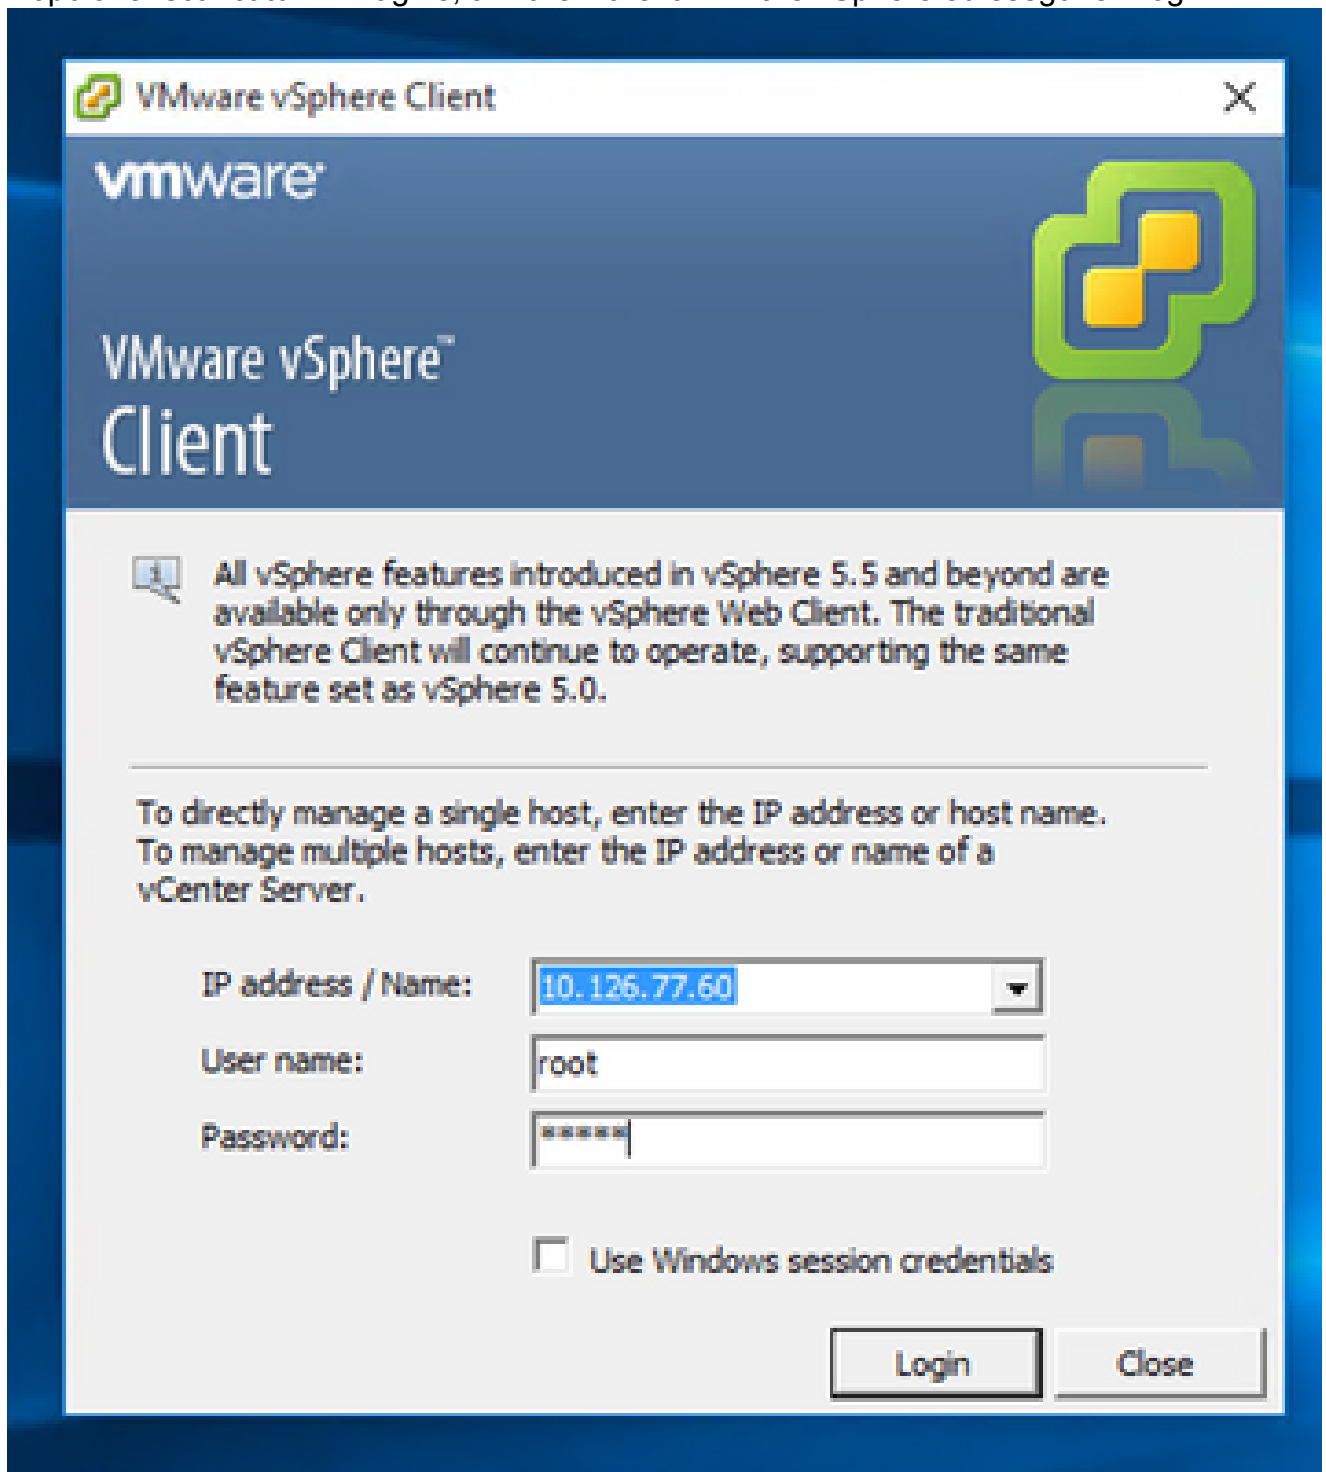 VMware vSphere Client
vmware
VMware vSphere™
Client
All vSphere features introduced in vSphere 5.5 and beyond are
available only through the vSphere Web Client. The traditional
vSphere Client will continue to operate, supporting the same
feature set as vSphere 5.0.
To directly manage a single host, enter the IP address or host name.
To manage multiple hosts, enter the IP address or name of a
vCenter Server.
IP address / Name: 10.126.77.60
User name: root
Password: *****
Use Windows session credentials
Login Close